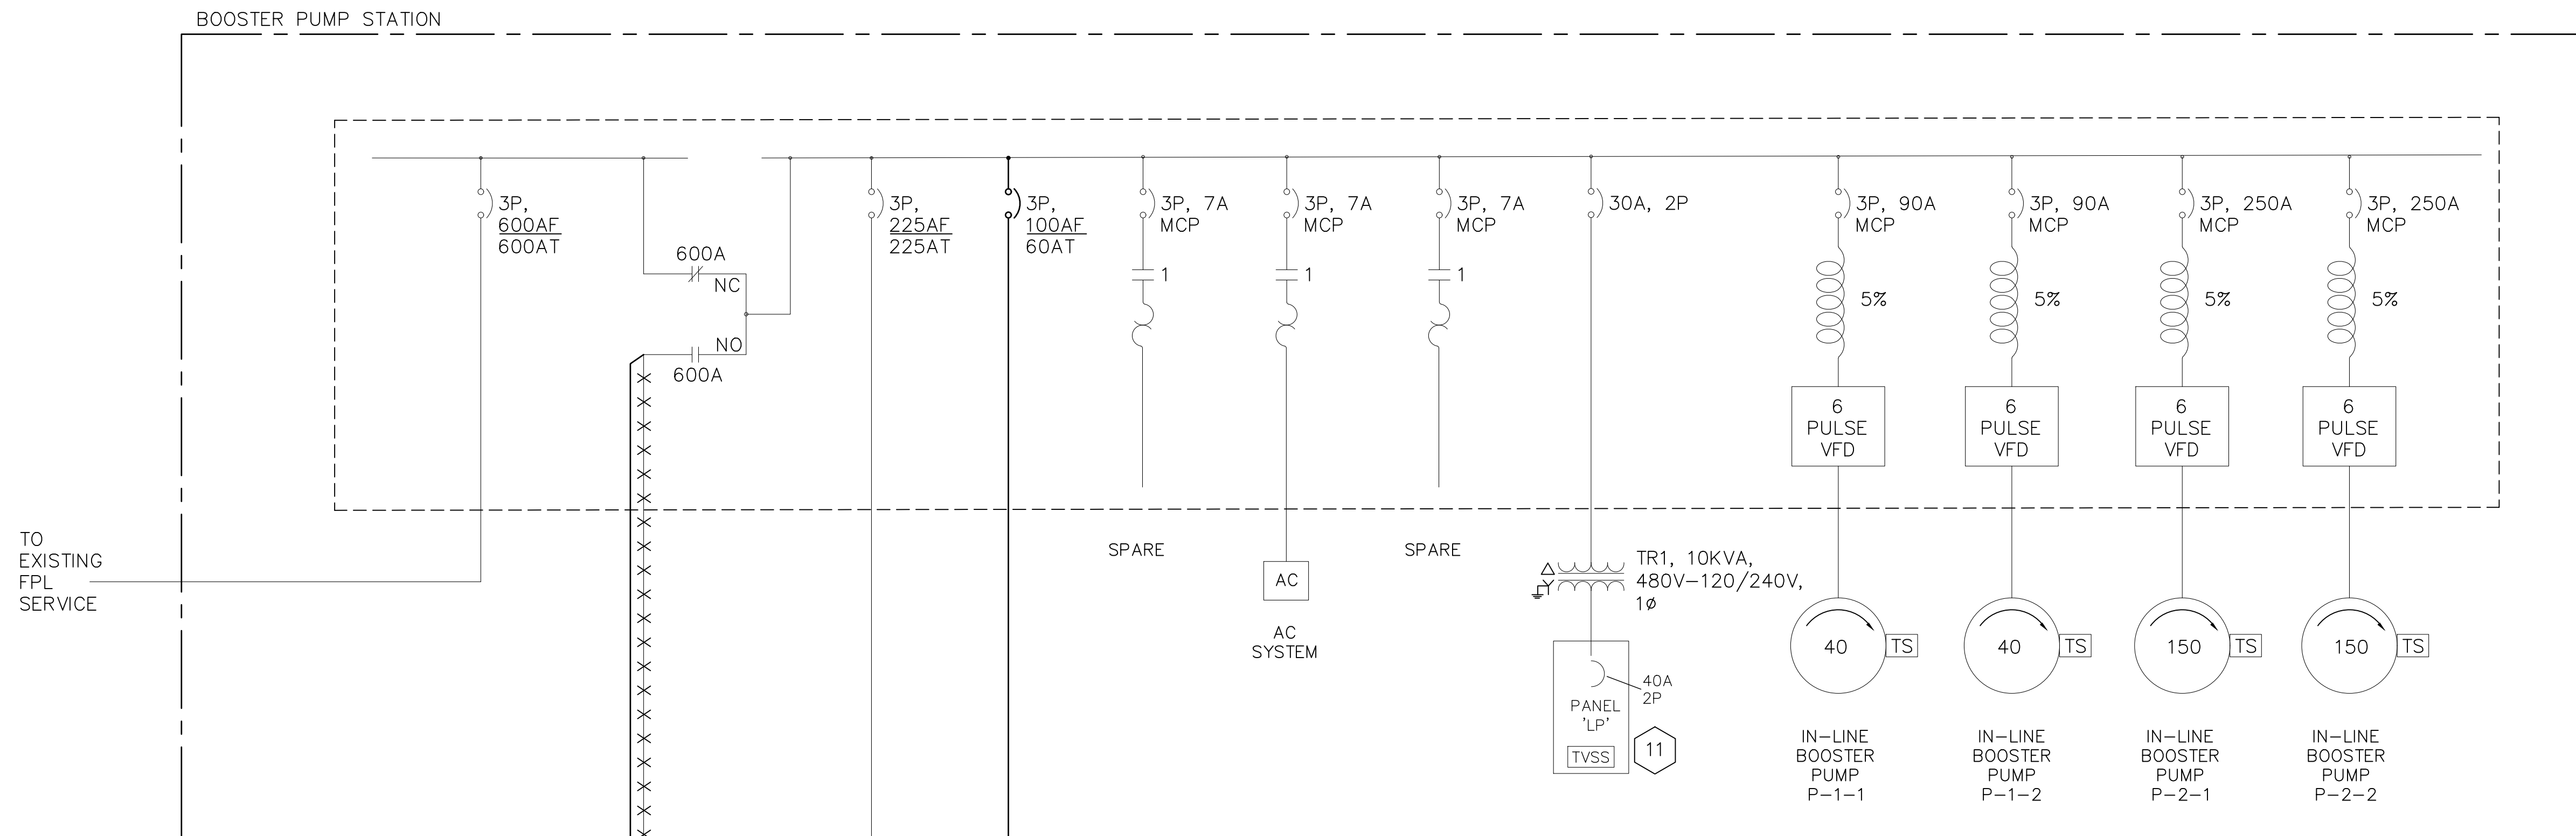 BOOSTER PUMP STATION
3P,
600AF
600AT
600A
NC
NO
600A
3P,
225AF
225AT
3P,
100AF
60AT
3P, 7A
MCP
1
3P, 7A
MCP
1
3P, 7A
MCP
1
30A, 2P
3P, 90A
MCP
5%
6
PULSE
VFD
3P, 90A
MCP
5%
6
PULSE
VFD
3P, 250A
MCP
5%
6
PULSE
VFD
3P, 250A
MCP
5%
6
PULSE
VFD
TO
EXISTING
FPL
SERVICE
SPARE
AC
AC
SYSTEM
SPARE
TR1, 10KVA,
480V-120/240V,
1ø
40A
2P
PANEL
'LP'
TVSS
11
40
TS
IN-LINE
BOOSTER
PUMP
P-1-1
40
TS
IN-LINE
BOOSTER
PUMP
P-1-2
150
TS
IN-LINE
BOOSTER
PUMP
P-2-1
150
TS
IN-LINE
BOOSTER
PUMP
P-2-2